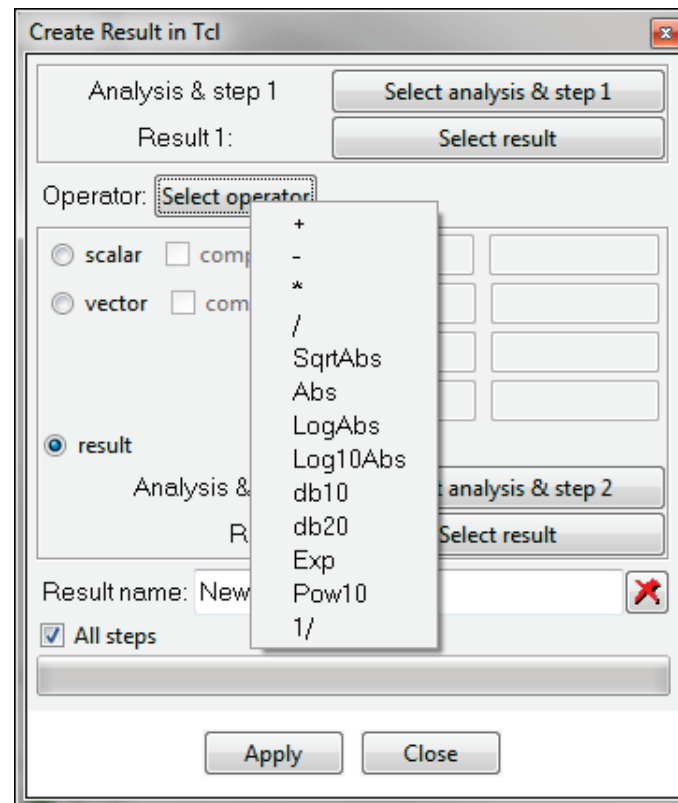 Create Result in Tcl
Analysis & step 1 Select analysis & step 1
Result 1: Select result
Operator: Select operator
+
scalar
-
*
vector
/
SqrtAbs
Abs
LogAbs
result
Log10Abs
Analysis & db10 analysis & step 2
db20 Select result
Exp
Result name: New Pow10
All steps 1/
Apply Close